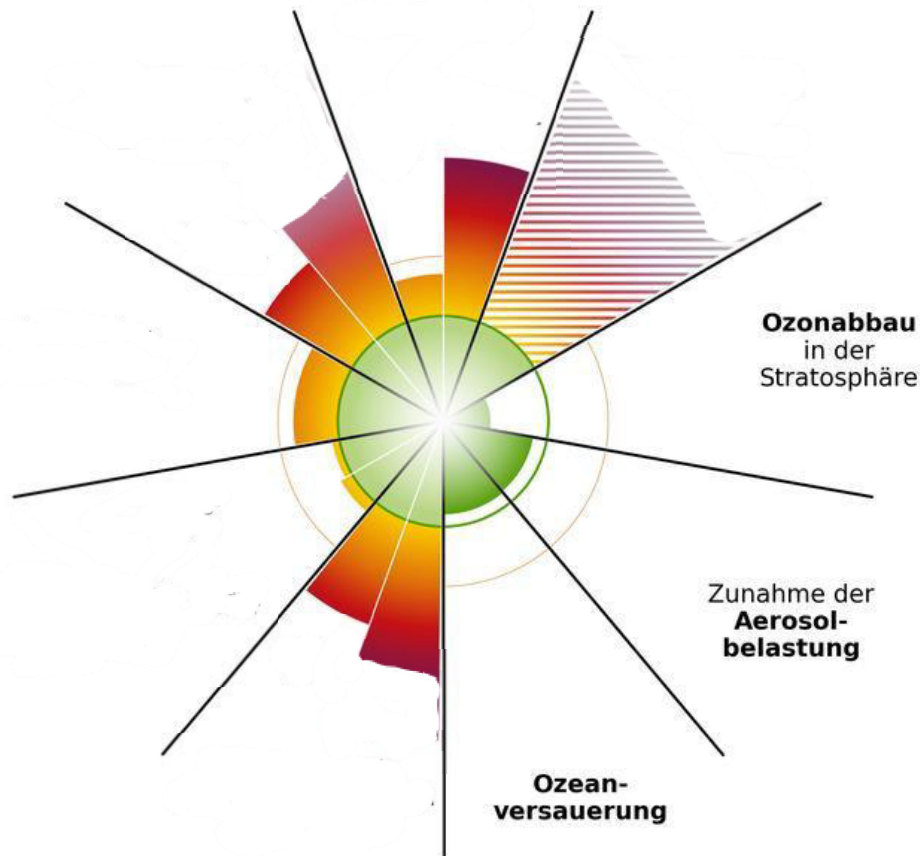 Ozonabbau
in der
Stratosphäre
Zunahme der
Aerosol-
belastung
Ozean-
versauerung